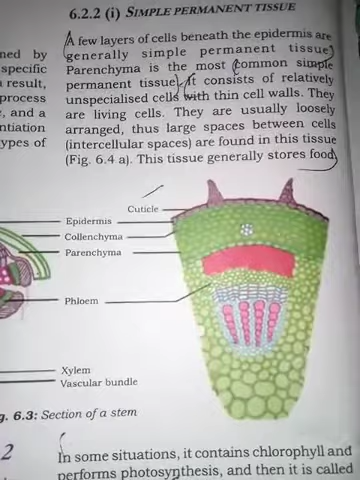 6.2.2 (i) SIMPLE PERMANENT TISSUE
A few layers of cells beneath the epidermis are
generally simple permanent tissue.
Parenchyma is the most common simple
permanent tissue. It consists of relatively
unspecialised cells with thin cell walls. They
are living cells. They are usually loosely
arranged, thus large spaces between cells
(intercellular spaces) are found in this tissue
(Fig. 6.4 a). This tissue generally stores food.
ned by
specific
result,
process
and a
ntiation
ypes of
Cuticle
Epidermis
Collenchyma
Parenchyma
Phloem
Xylem
Vascular bundle
g. 6.3: Section of a stem
2
In some situations, it contains chlorophyll and
performs photosynthesis, and then it is called